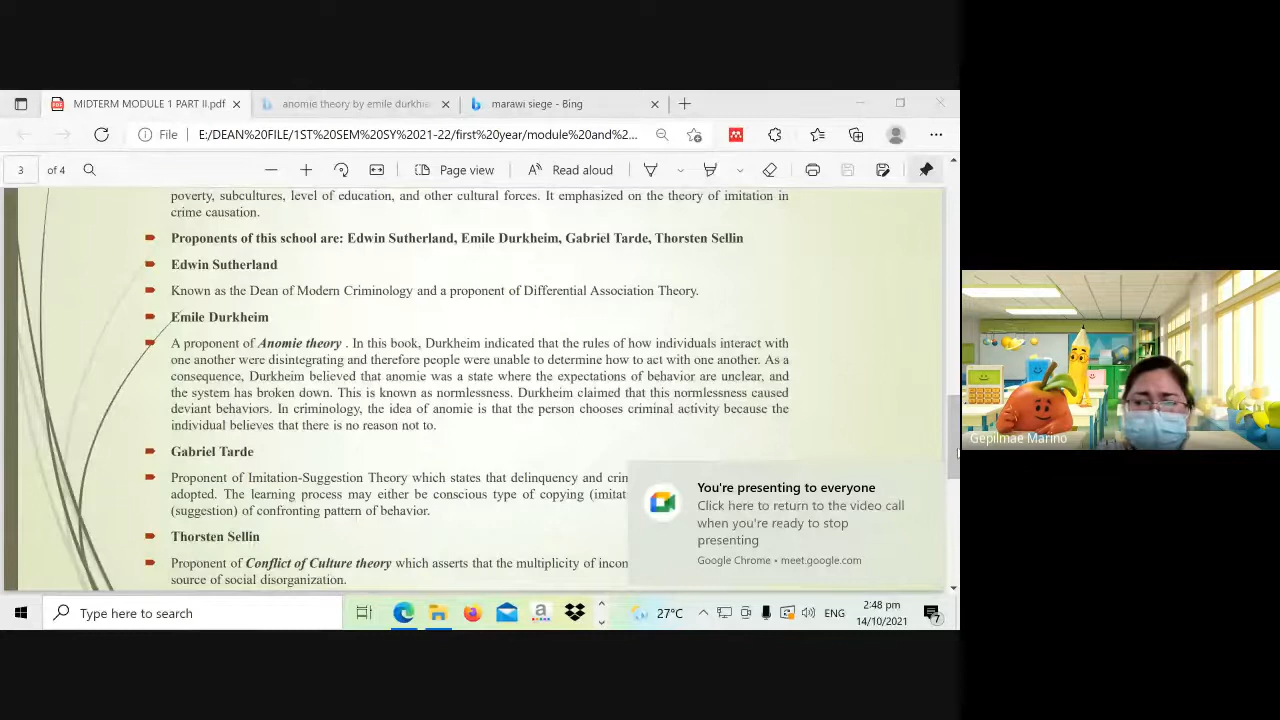 MIDTERM MODULE 1 PART II.pdf
anomie theory by emile durkhe
marawi siege - Bing
File
E:/DEAN%20FILE/1ST%20SEM%20SY%2021-22/first%20year/module%20and%2...
3 of 4
Page view
Read aloud
poverty, subcultures, level of education, and other cultural forces. It emphasized on the theory of imitation in
crime causation.
Proponents of this school are: Edwin Sutherland, Emile Durkheim, Gabriel Tarde, Thorsten Sellin
Edwin Sutherland
Known as the Dean of Modern Criminology and a proponent of Differential Association Theory.
Emile Durkheim
A proponent of Anomie theory . In this book, Durkheim indicated that the rules of how individuals interact with
one another were disintegrating and therefore people were unable to determine how to act with one another. As a
consequence, Durkheim believed that anomie was a state where the expectations of behavior are unclear, and
the system has broken down. This is known as normlessness. Durkheim claimed that this normlessness caused
deviant behaviors. In criminology, the idea of anomie is that the person chooses criminal activity because the
individual believes that there is no reason not to.
Gabriel Tarde
Proponent of Imitation-Suggestion Theory which states that delinquency and crim
adopted. The learning process may either be conscious type of copying (imitat
(suggestion) of confronting pattern of behavior.
Thorsten Sellin
Proponent of Conflict of Culture theory which asserts that the multiplicity of incon
source of social disorganization.
You're presenting to everyone
Click here to return to the video call
when you're ready to stop
presenting
Google Chrome • meet.google.com
Gepilmae Marino
Type here to search
27°C
ENG
2:48 pm
14/10/2021
7